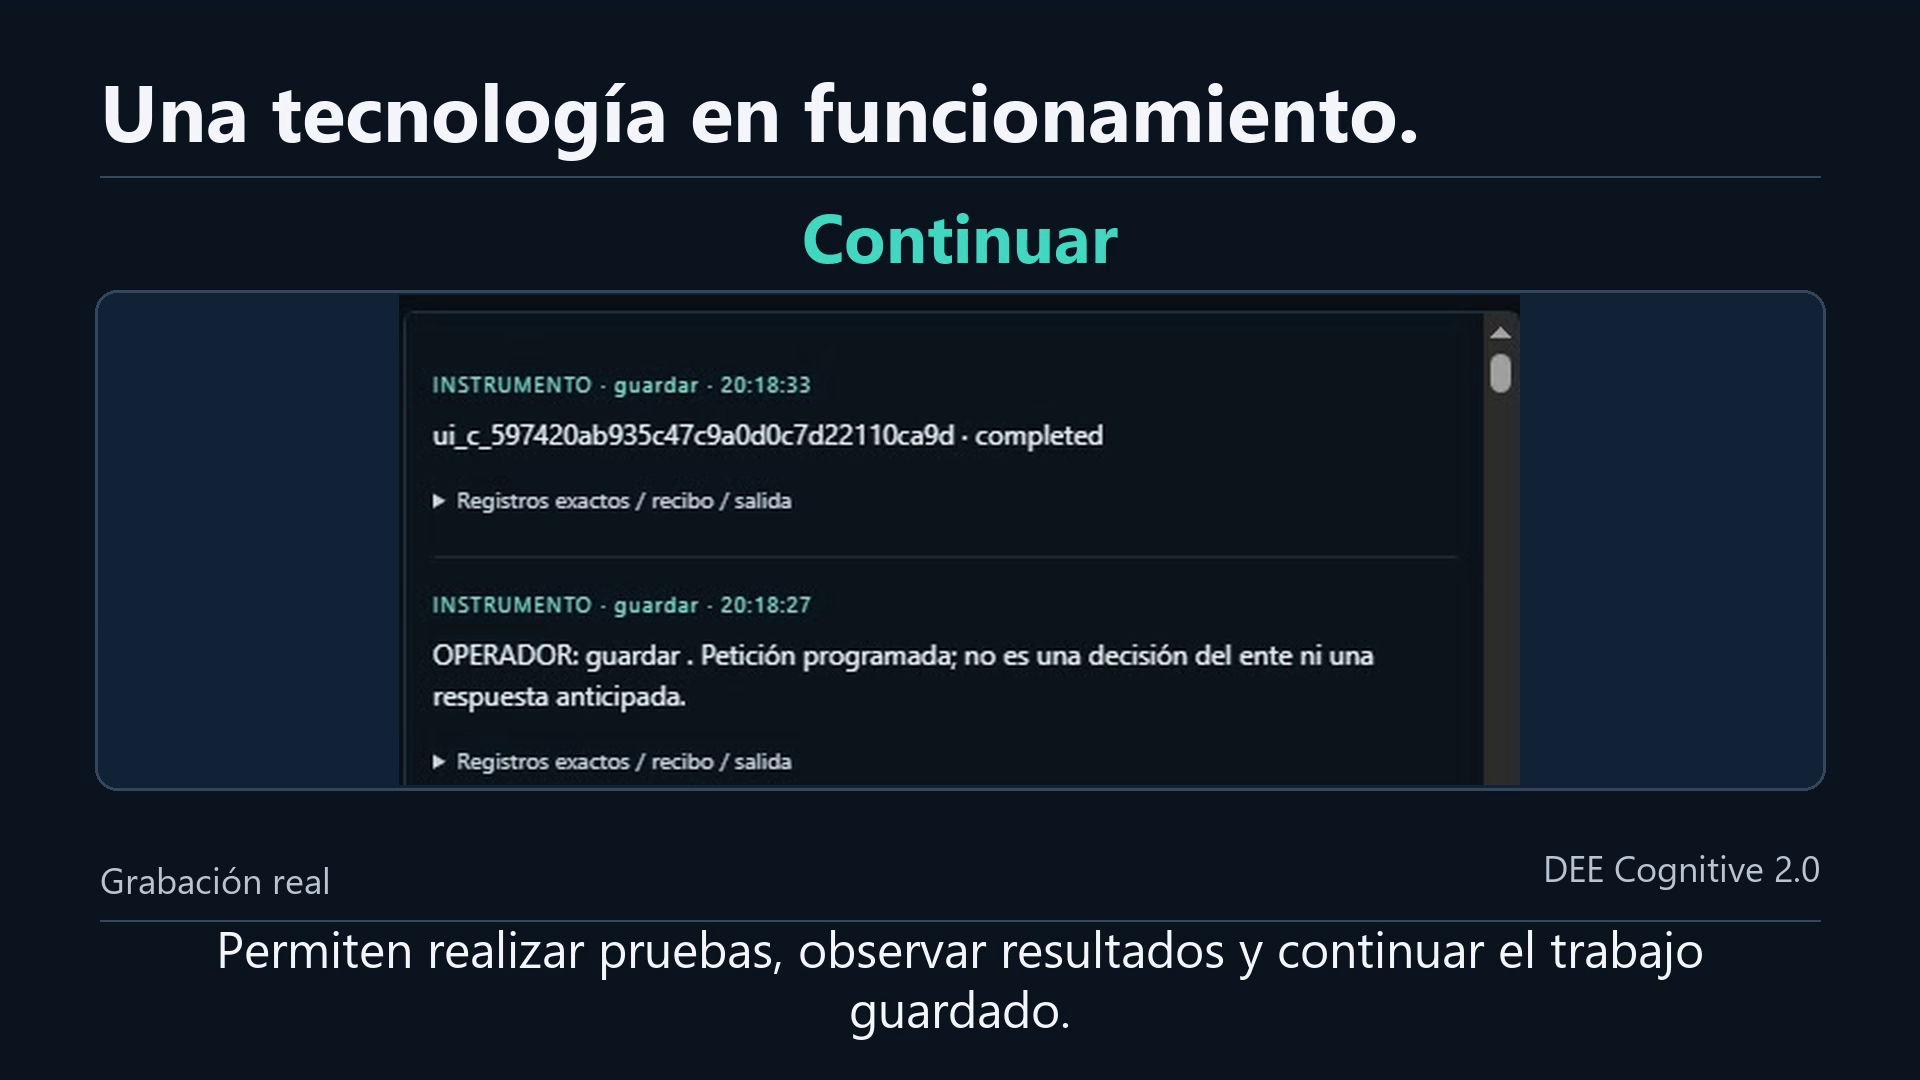 Una tecnología en funcionamiento.
Continuar
INSTRUMENTO · guardar · 20:18:33
ui_c_597420ab935c47c9a0d0c7d22110ca9d · completed
▶ Registros exactos / recibo / salida
INSTRUMENTO · guardar · 20:18:27
OPERADOR: guardar . Petición programada; no es una decisión del ente ni una
respuesta anticipada.
▶ Registros exactos / recibo / salida
Grabación real
DEE Cognitive 2.0
Permiten realizar pruebas, observar resultados y continuar el trabajo
guardado.